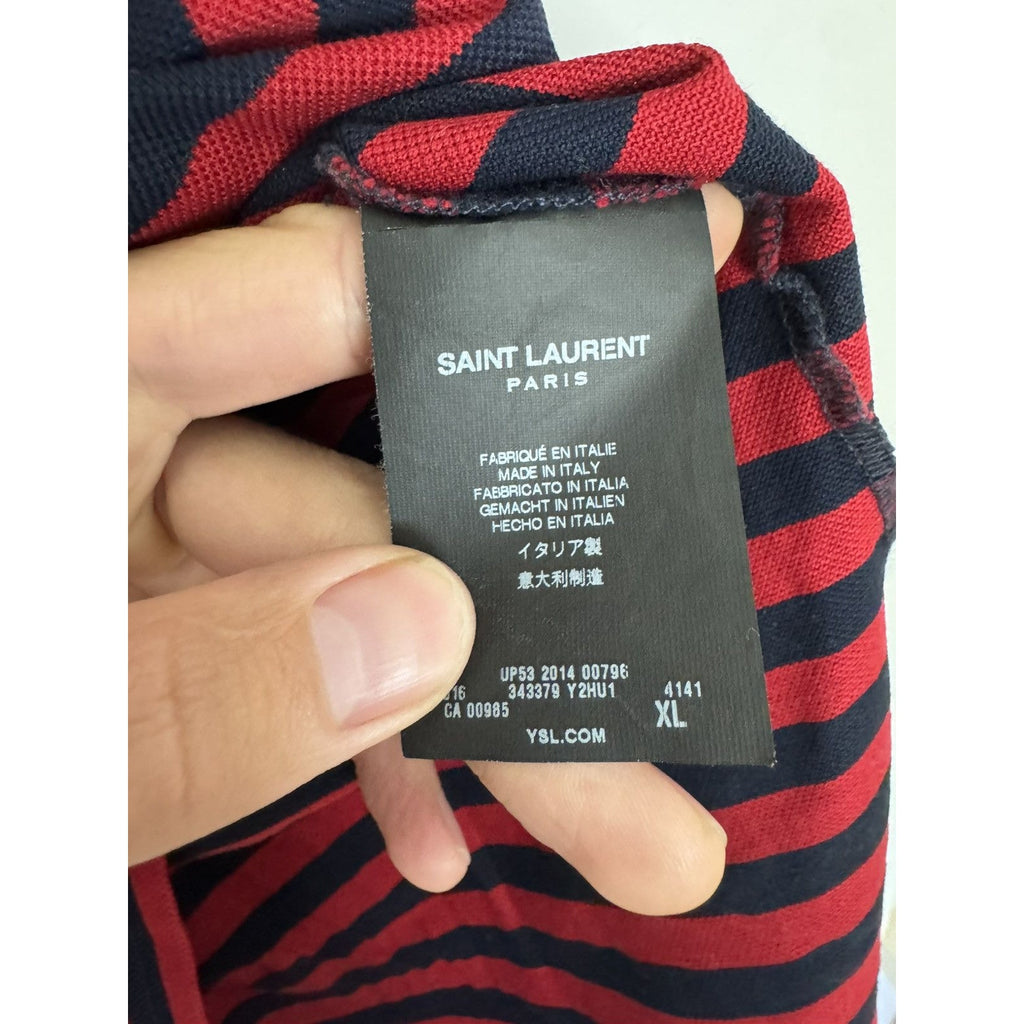 SAINT LAURENT
PARIS
FABRIQUÉ EN ITALIE
MADE IN ITALY
FABBRICATO IN ITALIA
GEMACHT IN ITALIEN
HECHO EN ITALIA
イタリア製
意大利制造
UP53 2014 00796
343379 Y2HU1 4141
CA 00985 XL
YSL.COM